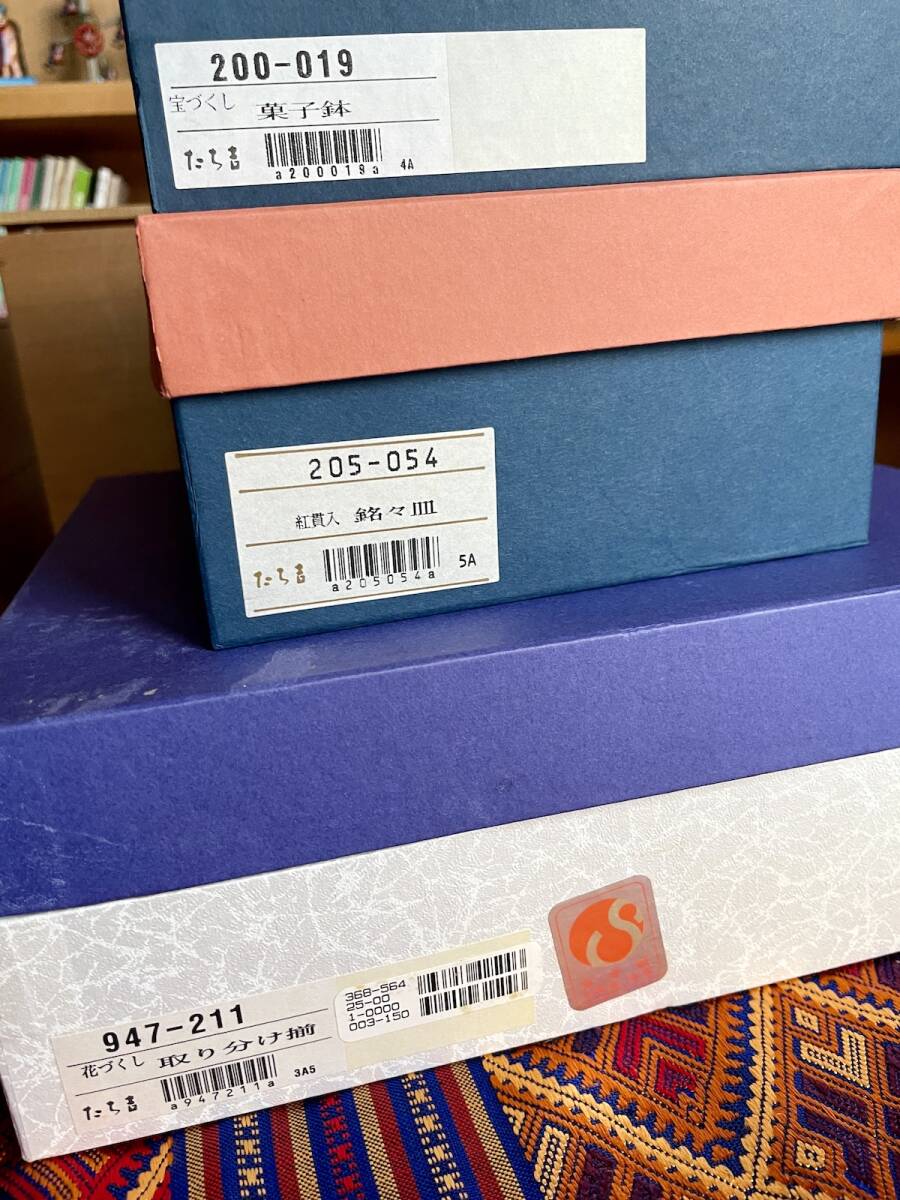 200-019
宝づくし 菓子鉢
たち吉
a200019a 4A
205-054
紅貫入 銘々皿
たち吉
a205054a 5A
368-564
25-00
1-0000
003-150
947-211
花づくし 取り分け揃
たち吉
a947211a 3A5